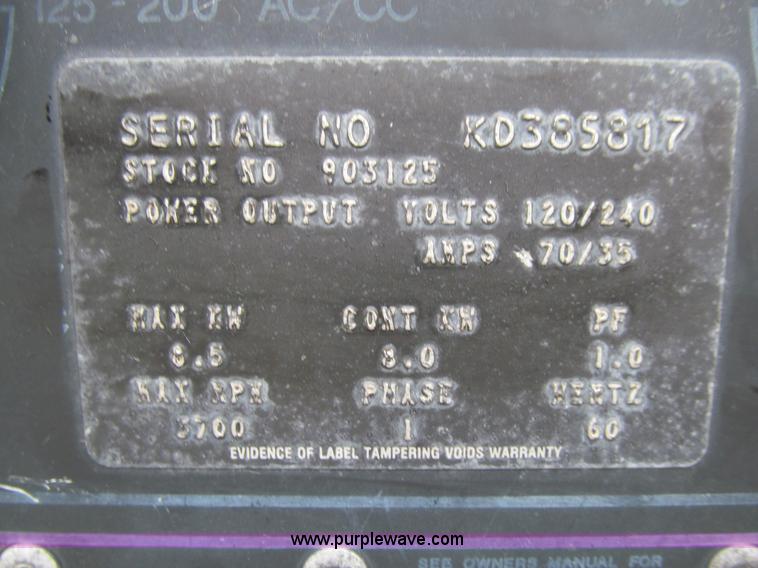 125-200 AC/CC
SERIAL NO KD385817
STOCK NO 903125
POWER OUTPUT VOLTS 120/240
AMPS 70/35
MAX KW CONT KW PF
8.5 8.0 1.0
MAX RPM PHASE HERTZ
3700 1 60
EVIDENCE OF LABEL TAMPERING VOIDS WARRANTY
www.purplewave.com
SEE OWNERS MANUAL FOR